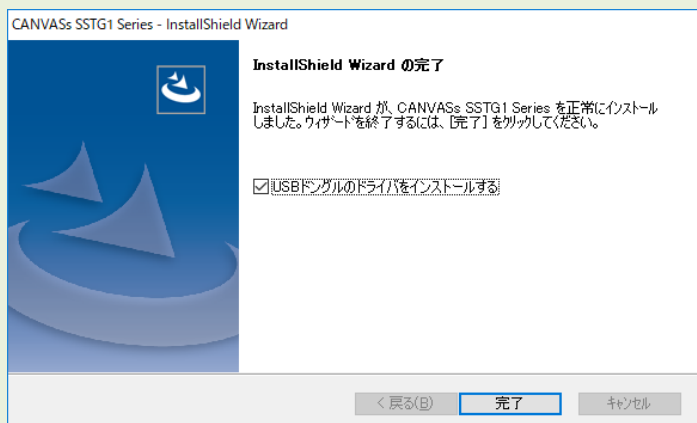 CANVASs SSTG1 Series - InstallShield Wizard
InstallShield Wizard の完了
InstallShield Wizard が、CANVASs SSTG1 Series を正常にインストール
しました。ウィザードを終了するには、[完了] をクリックしてください。
USBドングルのドライバをインストールする
< 戻る(B)
完了
キャンセル